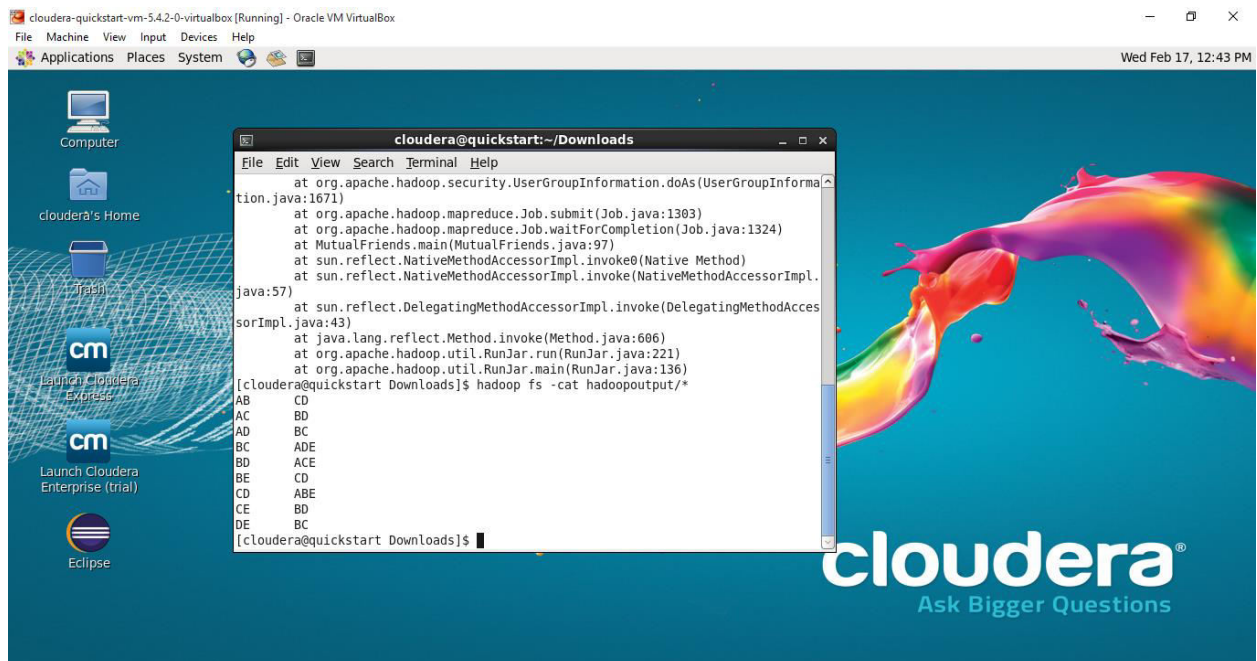 cloudera-quickstart-vm-5.4.2-0-virtualbox [Running] - Oracle VM VirtualBox
File Machine View Input Devices Help
Applications Places System
Wed Feb 17, 12:43 PM
Computer
cloudera's Home
Trash
cm
Launch Cloudera
Express
cm
Launch Cloudera
Enterprise (trial)
Eclipse
cloudera@quickstart:~/Downloads
File Edit View Search Terminal Help
at org.apache.hadoop.security.UserGroupInformation.doAs(UserGroupInforma
tion.java:1671)
at org.apache.hadoop.mapreduce.Job.submit(Job.java:1303)
at org.apache.hadoop.mapreduce.Job.waitForCompletion(Job.java:1324)
at MutualFriends.main(MutualFriends.java:97)
at sun.reflect.NativeMethodAccessorImpl.invoke0(Native Method)
at sun.reflect.NativeMethodAccessorImpl.invoke(NativeMethodAccessorImpl.
java:57)
at sun.reflect.DelegatingMethodAccessorImpl.invoke(DelegatingMethodAcces
sorImpl.java:43)
at java.lang.reflect.Method.invoke(Method.java:606)
at org.apache.hadoop.util.RunJar.run(RunJar.java:221)
at org.apache.hadoop.util.RunJar.main(RunJar.java:136)
[cloudera@quickstart Downloads]$ hadoop fs -cat hadoopoutput/*
AB CD
AC BD
AD BC
BC ADE
BD ACE
BE CD
CD ABE
CE BD
DE BC
[cloudera@quickstart Downloads]$
cloudera®
Ask Bigger Questions